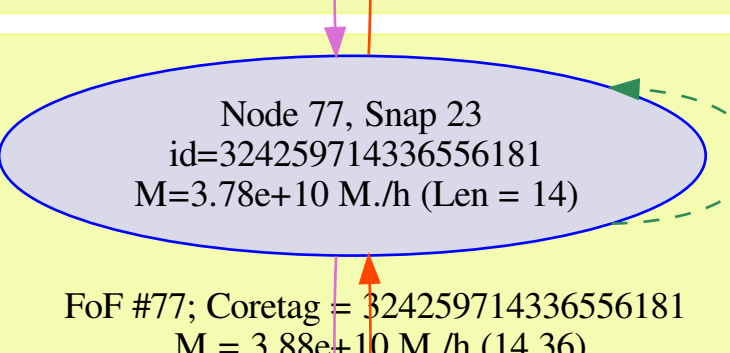 Node 77, Snap 23
id=324259714336556181
M=3.78e+10 M./h (Len = 14)
FoF #77; Coretag = 324259714336556181
M = 3.88e+10 M./h (14.36)